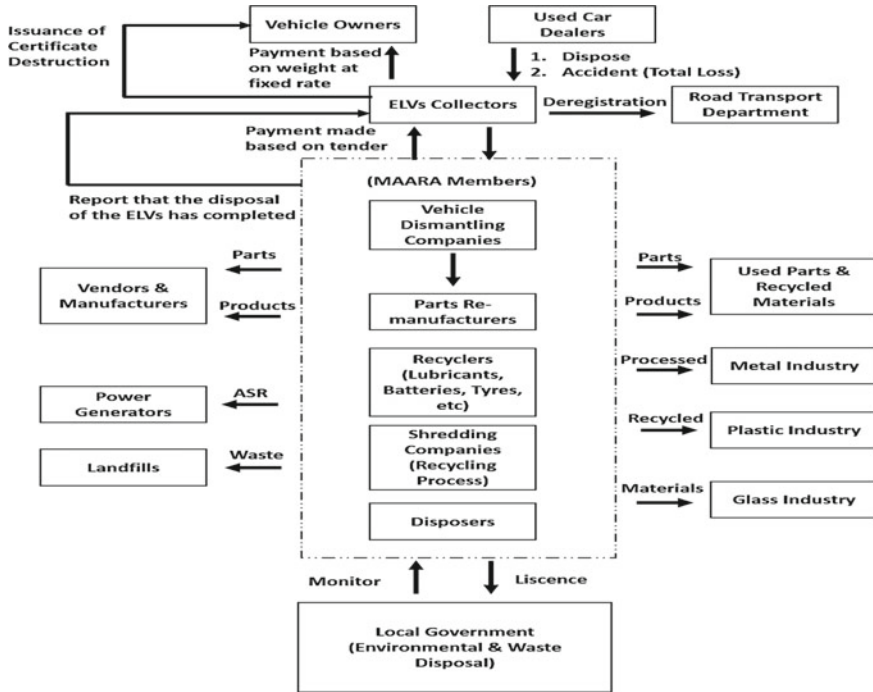 Issuance of
Certificate
Destruction
Vehicle Owners
Used Car
Dealers
Payment based
on weight at
fixed rate
1. Dispose
2. Accident (Total Loss)
ELVs Collectors
Deregistration
Road Transport
Department
Payment made
based on tender
Report that the disposal
of the ELVs has completed
(MAARA Members)
Vehicle
Dismantling
Companies
Parts
Vendors &
Manufacturers
Products
Parts Re-
manufacturers
Parts
Used Parts &
Recycled
Materials
Products
Recyclers
(Lubricants,
Batteries, Tyres,
etc)
Processed
Metal Industry
Power
Generators
ASR
Shredding
Companies
(Recycling
Process)
Recycled
Plastic Industry
Landfills
Waste
Disposers
Materials
Glass Industry
Monitor
Liscence
Local Government
(Environmental & Waste
Disposal)